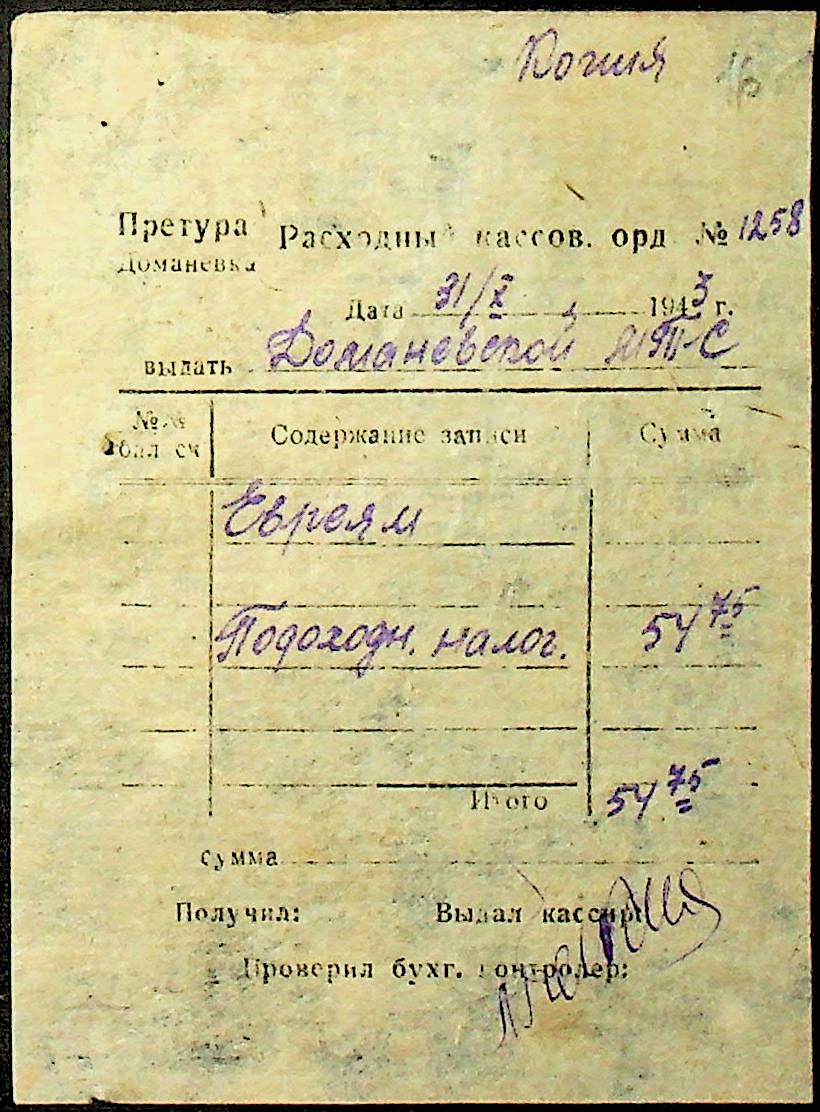 Копия
Претура Расходный кассов. орд № 1258
Доманевка
Дата 31/X 1943 г.
выдать Доманевской МТС
№№ бал сч Содержание записи Сумма
Евреям
Подоходн. налог. 54 75
Итого 54 75
сумма
Получил: Выдал кассир:
Проверил бухг. контролер: